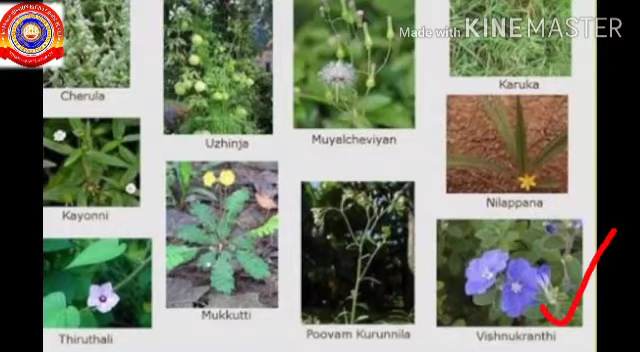 Made with KINEMASTER
Cherula
Uzhinja
Muyalcheviyan
Karuka
Kayonni
Mukkutti
Poovam Kurunnila
Nilappana
Thiruthali
Vishnukranthi